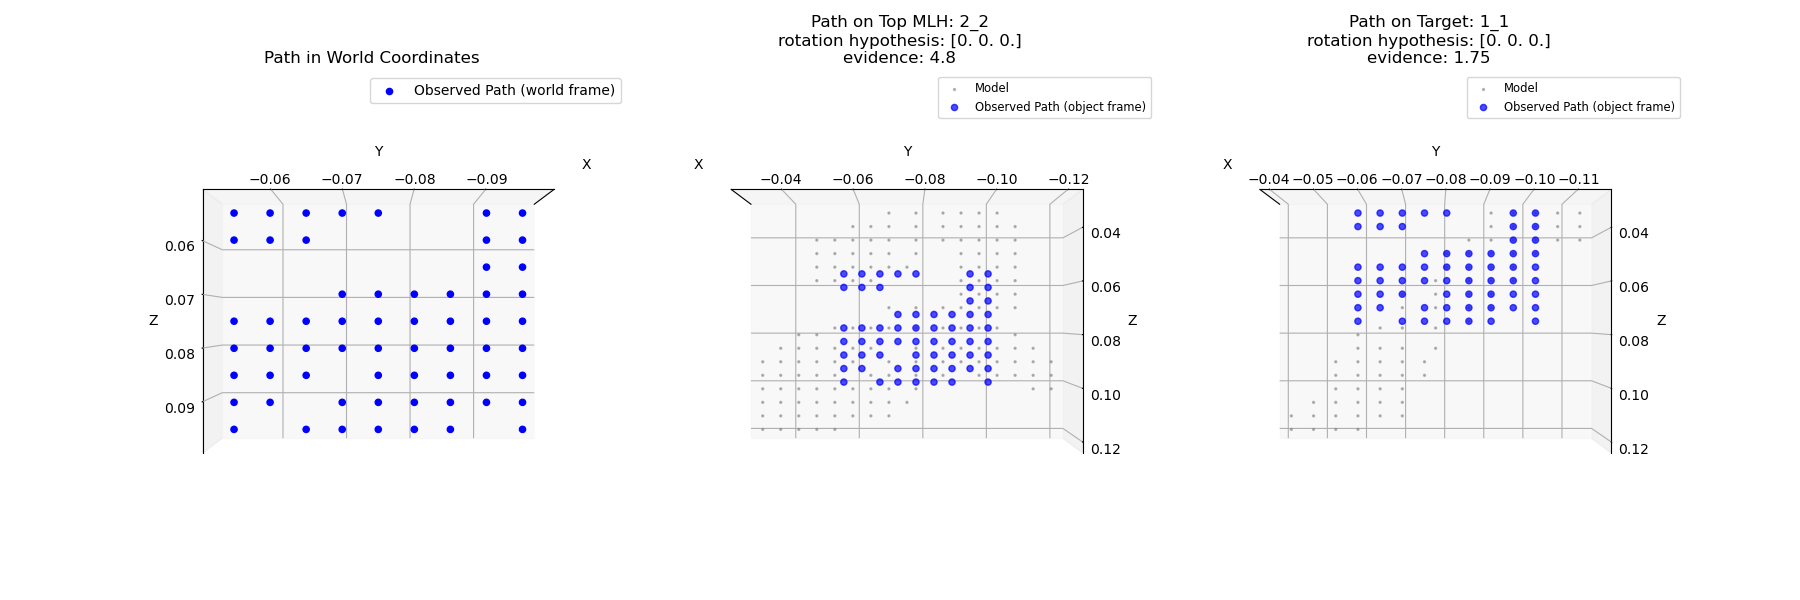 Path in World Coordinates
Observed Path (world frame)
Y
X
−0.06 −0.07 −0.08 −0.09
Z
0.06
0.07
0.08
0.09
Path on Top MLH: 2_2
rotation hypothesis: [0. 0. 0.]
evidence: 4.8
Model
Observed Path (object frame)
X
Y
−0.04 −0.06 −0.08 −0.10 −0.12
Z
0.04
0.06
0.08
0.10
0.12
Path on Target: 1_1
rotation hypothesis: [0. 0. 0.]
evidence: 1.75
Model
Observed Path (object frame)
X
Y
−0.04 −0.05 −0.06 −0.07 −0.08 −0.09 −0.10 −0.11
Z
0.04
0.06
0.08
0.10
0.12